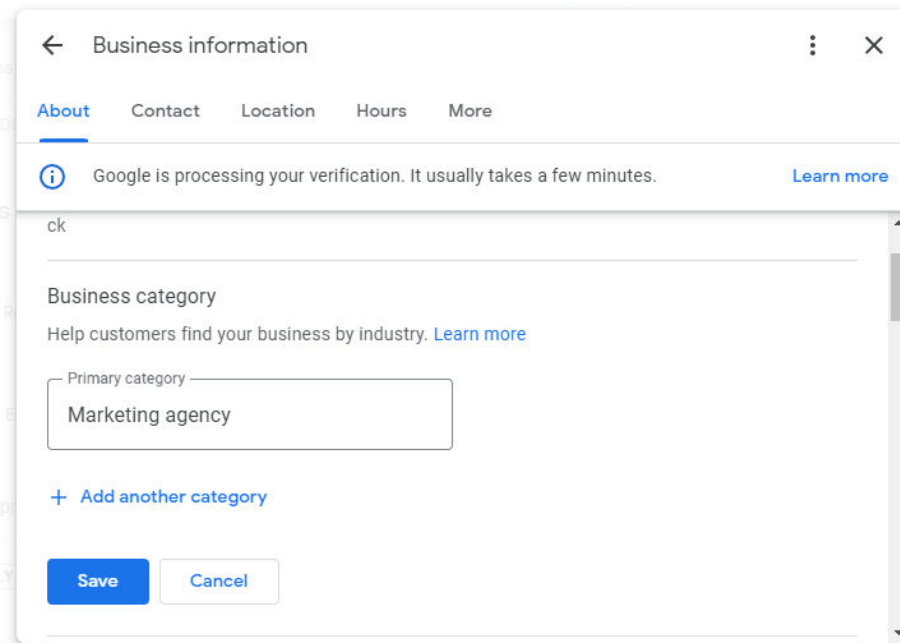 Business information
About Contact Location Hours More
Google is processing your verification. It usually takes a few minutes. Learn more
ck
Business category
Help customers find your business by industry. Learn more
Primary category
Marketing agency
+ Add another category
Save Cancel